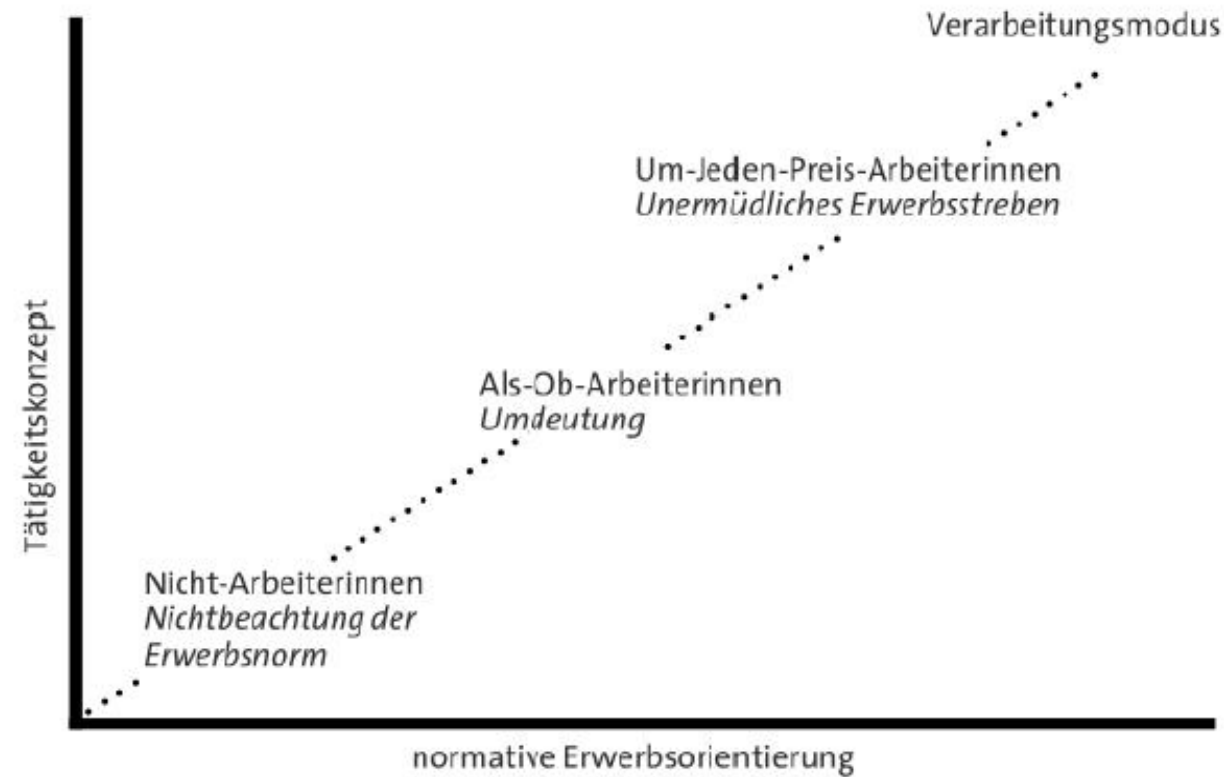 Verarbeitungsmodus
Um-Jeden-Preis-Arbeiterinnen
Unermüdliches Erwerbsstreben
Als-Ob-Arbeiterinnen
Umdeutung
Tätigkeitskonzept
Nicht-Arbeiterinnen
Nichtbeachtung der
Erwerbsnorm
normative Erwerbsorientierung